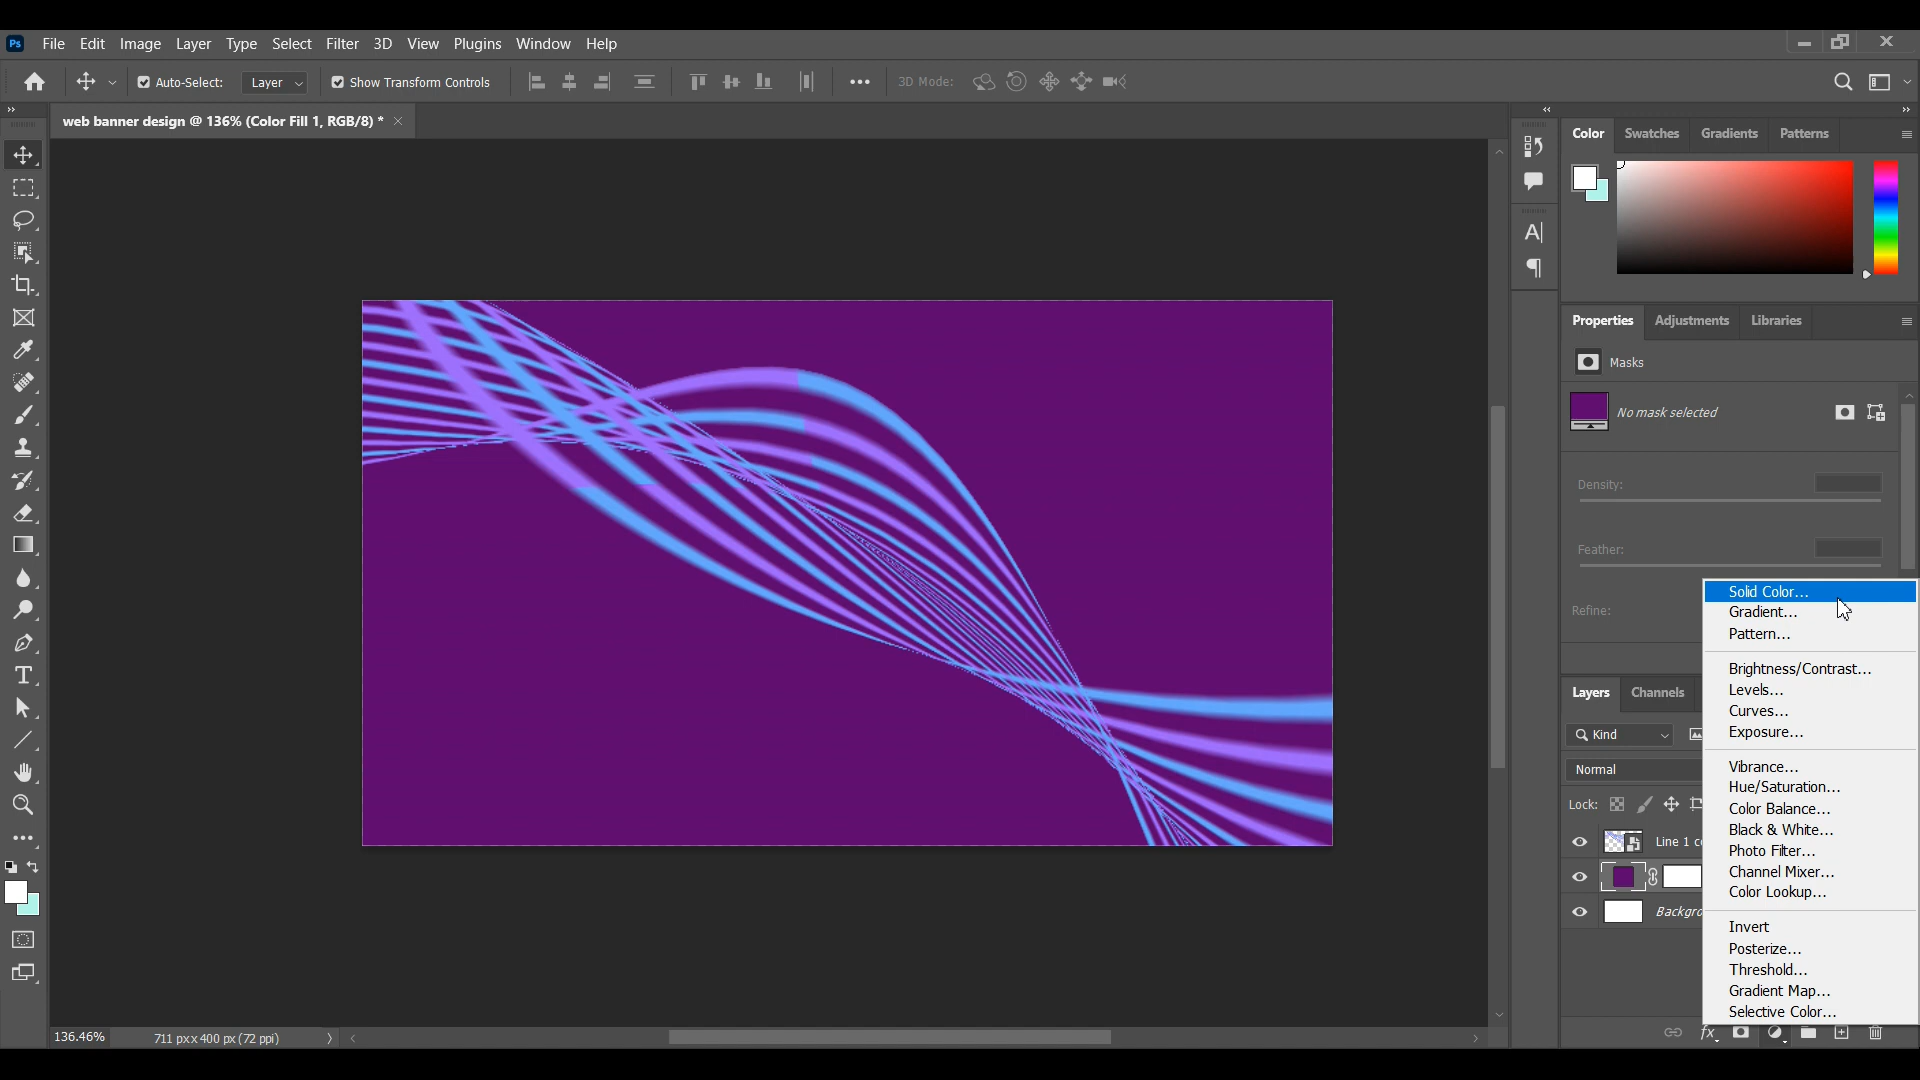 Ps File Edit Image Layer Type Select Filter 3D View Plugins Window Help
Auto-Select: Layer Show Transform Controls 3D Mode:
web banner design @ 136% (Color Fill 1, RGB/8) *
Color Swatches Gradients Patterns
Properties Adjustments Libraries
Masks
No mask selected
Density:
Feather:
Refine:
Solid Color...
Gradient...
Pattern...
Brightness/Contrast...
Levels...
Curves...
Exposure...
Vibrance...
Hue/Saturation...
Color Balance...
Black & White...
Photo Filter...
Channel Mixer...
Color Lookup...
Invert
Posterize...
Threshold...
Gradient Map...
Selective Color...
Layers Channels
Kind
Normal
Lock:
Line 1 c
Backgro
fx
136.46% 711 px x 400 px (72 ppi)